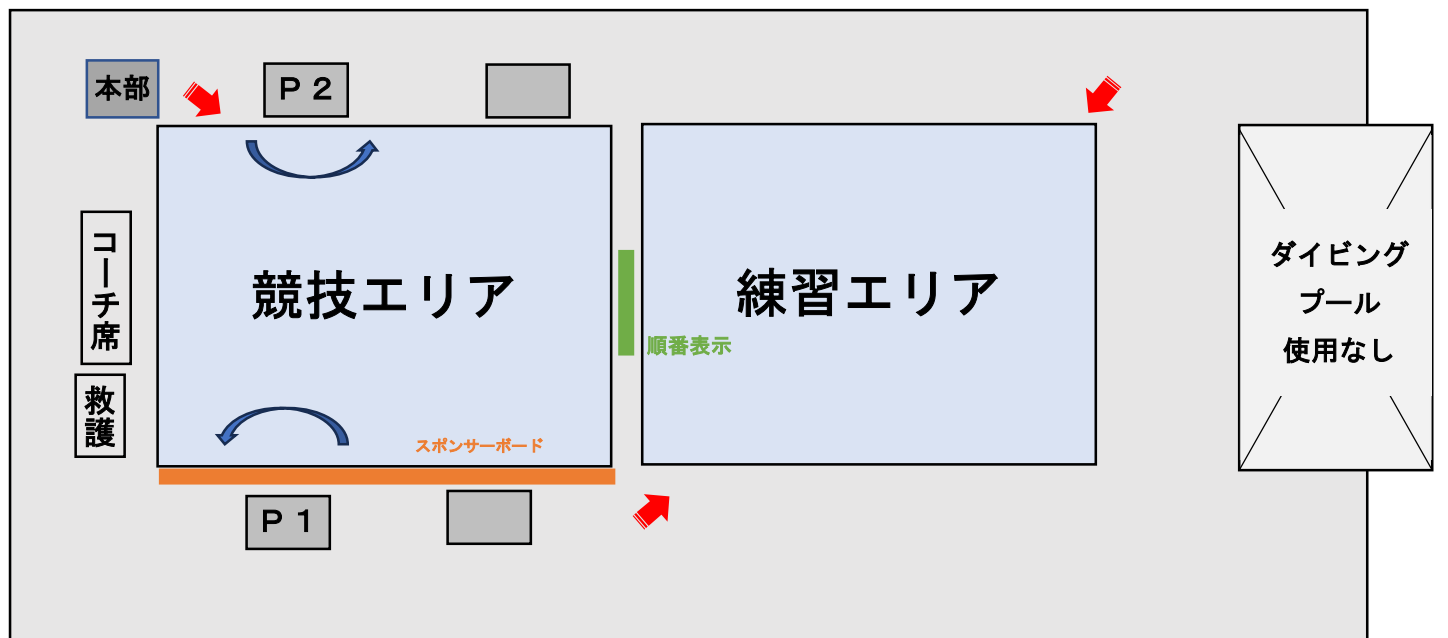 本部
Ｐ２
コーチ席
競技エリア
練習エリア
順番表示
ダイビング
プール
使用なし
救護
スポンサーボード
Ｐ１